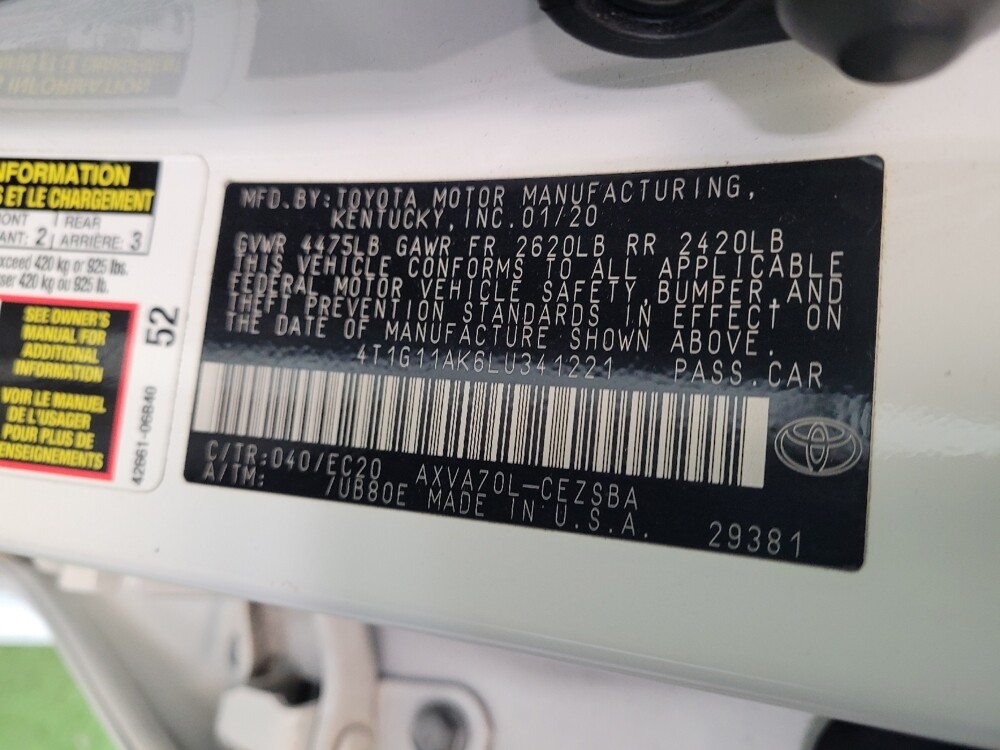 NFORMATION
S ET LE CHARGEMENT
ONT | REAR
ANT: 2 | ARRIÈRE: 3
xceed 420 kg or 925 lbs.
ser 420 kg ou 925 lb.
SEE OWNER'S
MANUAL FOR
ADDITIONAL
INFORMATION
VOIR LE MANUEL
DE L'USAGER
POUR PLUS DE
ENSEIGNEMENTS
52
42661-06B40
MFD.BY:TOYOTA MOTOR MANUFACTURING,
KENTUCKY,INC.01/20
GVWR 4475LB GAWR FR 2620LB RR 2420LB
THIS VEHICLE CONFORMS TO ALL APPLICABLE
FEDERAL MOTOR VEHICLE SAFETY,BUMPER,AND
THEFT PREVENTION STANDARDS IN EFFECT ON
THE DATE OF MANUFACTURE SHOWN ABOVE.
4T1G11AK6LU341221 PASS.CAR
C/TR:040/EC20 AXVA70L-CEZSBA
A/TM: 7UB80E MADE IN U.S.A.
29381